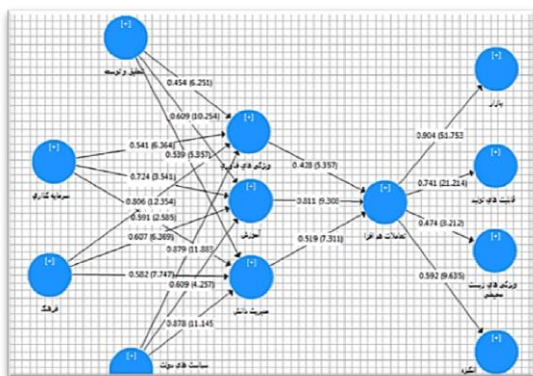 [+]
تحقیق و توسعه
[+]
بازار
0.454 (6.251)
0.609 (10.254)
[+]
ویژگی های فناوری
0.541 (6.364)
0.539 (5.357)
0.904 (51.753
[+]
سرمایه گذاری
0.724 (3.541)
0.428 (5.357)
[+]
قابلیت های تولید
0.741 (21.214)
0.806 (12.354)
0.591 (2.585)
[+]
آموزش
0.811 (9.308)
[+]
تعاملات هم افزا
0.607 (6.369)
0.474 (3.212)
[+]
ویژگی های زیست محیطی
0.879 (11.883)
0.519 (7.311)
[+]
فرهنگ
0.582 (7.747)
[+]
مدیریت دانش
0.609 (4.257)
0.592 (9.635)
0.878 (11.145
[+]
سیاست های دولت
[+]
انگیزه